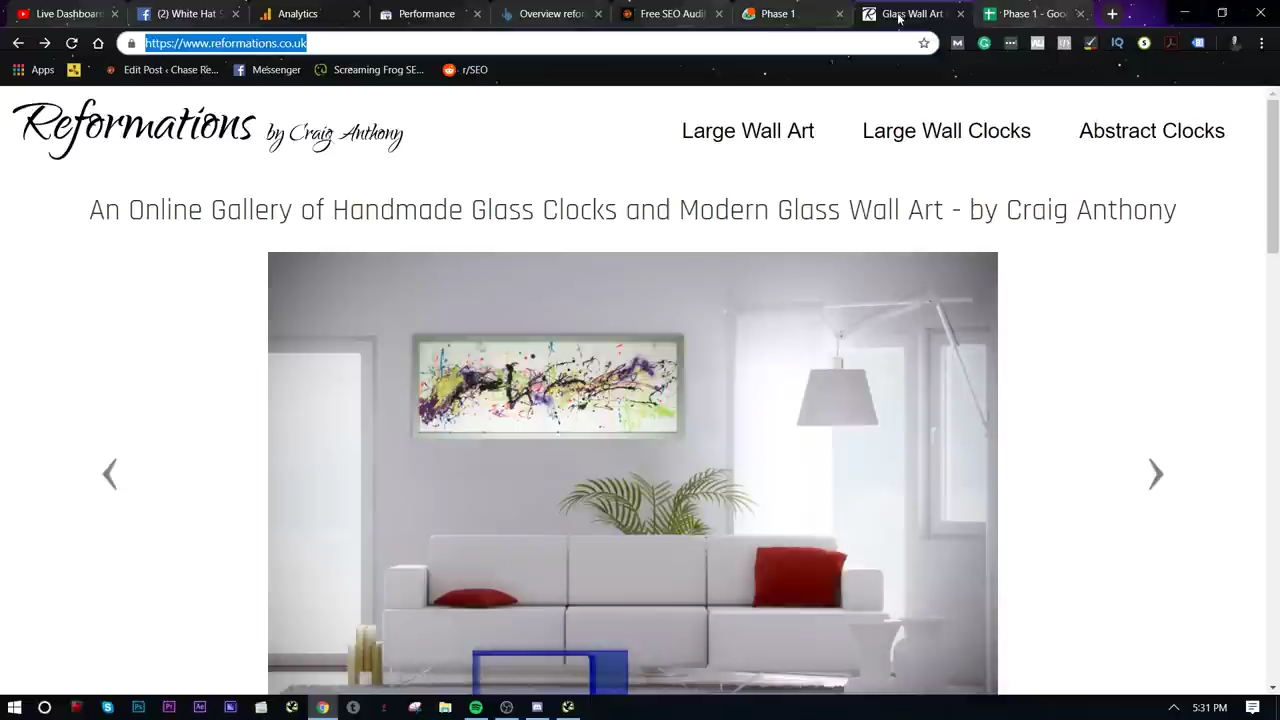 Live Dashboar
(2) White Hat S
Analytics
Performance
Overview refor
Free SEO Audi
Phase 1
Glass Wall Art
Phase 1 - Goo
https://www.reformations.co.uk
IQ
Apps
Edit Post ‹ Chase Re...
Messenger
Screaming Frog SE...
r/SEO
Reformations by Craig Anthony
Large Wall Art
Large Wall Clocks
Abstract Clocks
An Online Gallery of Handmade Glass Clocks and Modern Glass Wall Art - by Craig Anthony
5:31 PM